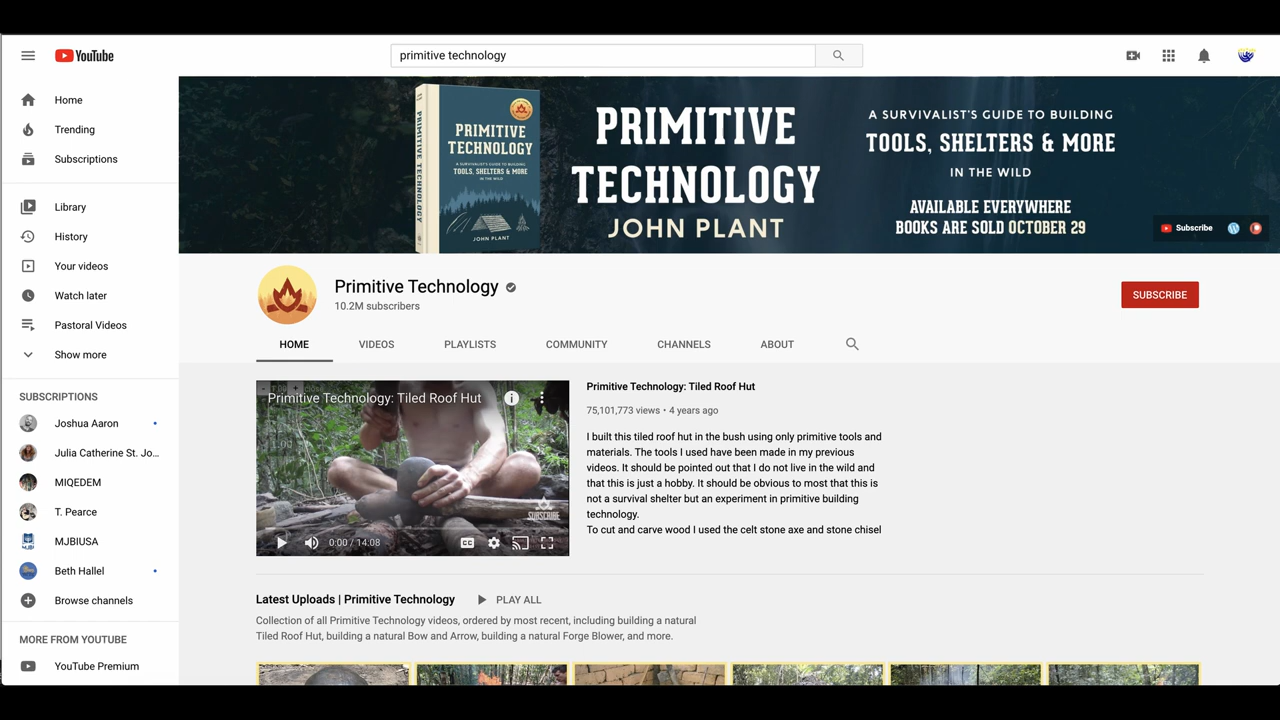 YouTube
primitive technology
Home
Trending
Subscriptions
Library
History
Your videos
Watch later
Pastoral Videos
Show more
SUBSCRIPTIONS
Joshua Aaron
Julia Catherine St. Jo...
MIQEDEM
T. Pearce
MJBIUSA
Beth Hallel
Browse channels
MORE FROM YOUTUBE
YouTube Premium
PRIMITIVE TECHNOLOGY
PRIMITIVE
TECHNOLOGY
A SURVIVALIST'S GUIDE TO BUILDING
TOOLS, SHELTERS & MORE
IN THE WILD
JOHN PLANT
PRIMITIVE
TECHNOLOGY
JOHN PLANT
A SURVIVALIST'S GUIDE TO BUILDING
TOOLS, SHELTERS & MORE
IN THE WILD
AVAILABLE EVERYWHERE
BOOKS ARE SOLD OCTOBER 29
Subscribe
Primitive Technology
10.2M subscribers
SUBSCRIBE
HOME VIDEOS PLAYLISTS COMMUNITY CHANNELS ABOUT
Primitive Technology: Tiled Roof Hut
SUBSCRIBE
0:00 / 14:08
CC
Primitive Technology: Tiled Roof Hut
75,101,773 views • 4 years ago
I built this tiled roof hut in the bush using only primitive tools and
materials. The tools I used have been made in my previous
videos. It should be pointed out that I do not live in the wild and
that this is just a hobby. It should be obvious to most that this is
not a survival shelter but an experiment in primitive building
technology.
To cut and carve wood I used the celt stone axe and stone chisel
Latest Uploads | Primitive Technology PLAY ALL
Collection of all Primitive Technology videos, ordered by most recent, including building a natural
Tiled Roof Hut, building a natural Bow and Arrow, building a natural Forge Blower, and more.